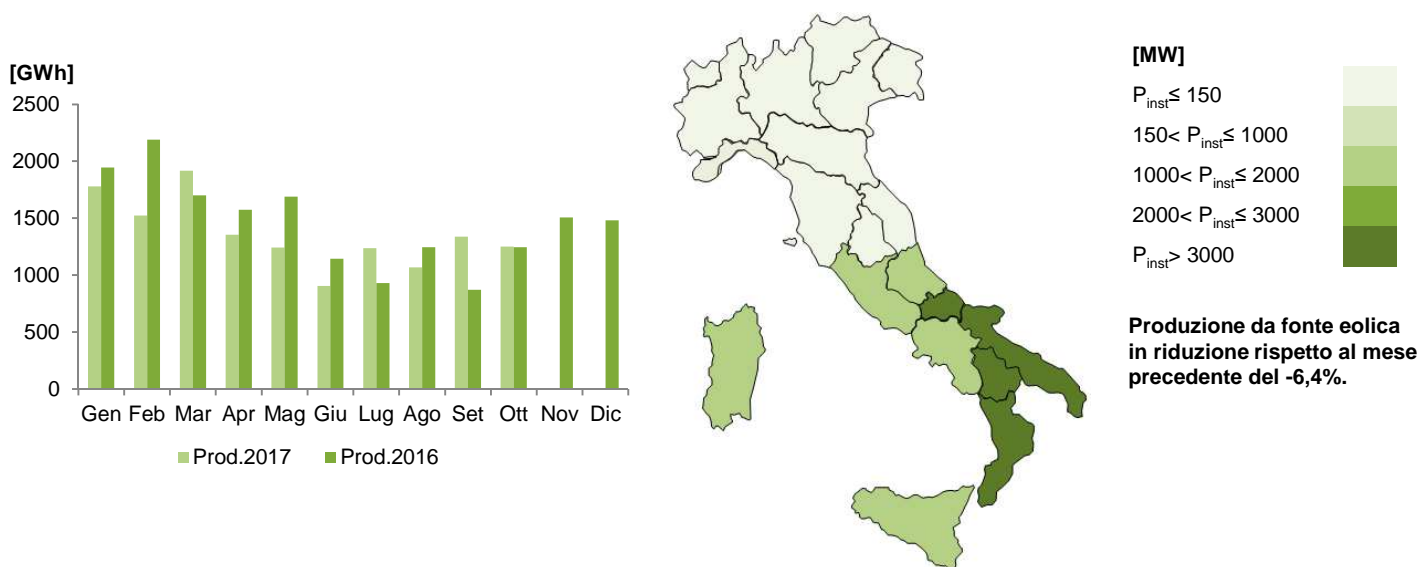 [GWh]
2500
2000
1500
1000
500
0
Gen Feb Mar Apr Mag Giu Lug Ago Set Ott Nov Dic
Prod.2017 Prod.2016
[MW]
Pinst≤ 150
150< Pinst≤ 1000
1000< Pinst≤ 2000
2000< Pinst≤ 3000
Pinst> 3000
Produzione da fonte eolica
in riduzione rispetto al mese
precedente del -6,4%.